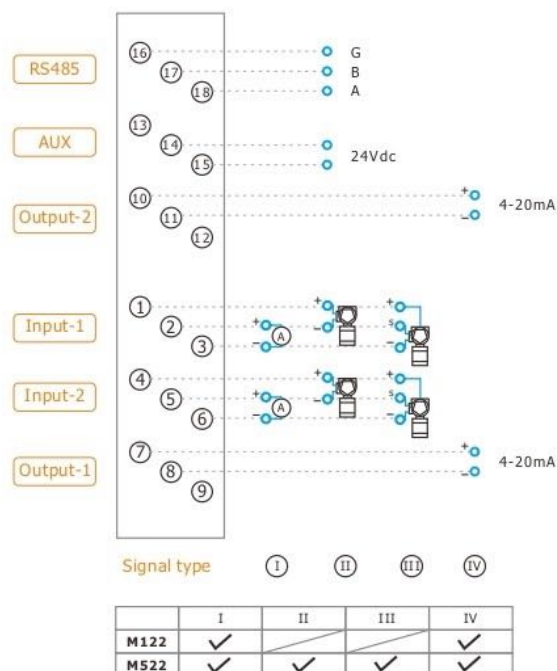 16 G
RS485 17 B
18 A
13
AUX 14
15 24Vdc
10 +
4-20mA
Output-2 11 –
12
1 + +
Input-1 2 + A – s
3 – –
4 + +
Input-2 5 + A – s
6 – –
7 +
4-20mA
Output-1 8 –
9
Signal type I II III IV
I II III IV
M122 ✓ ✓
M522 ✓ ✓ ✓ ✓